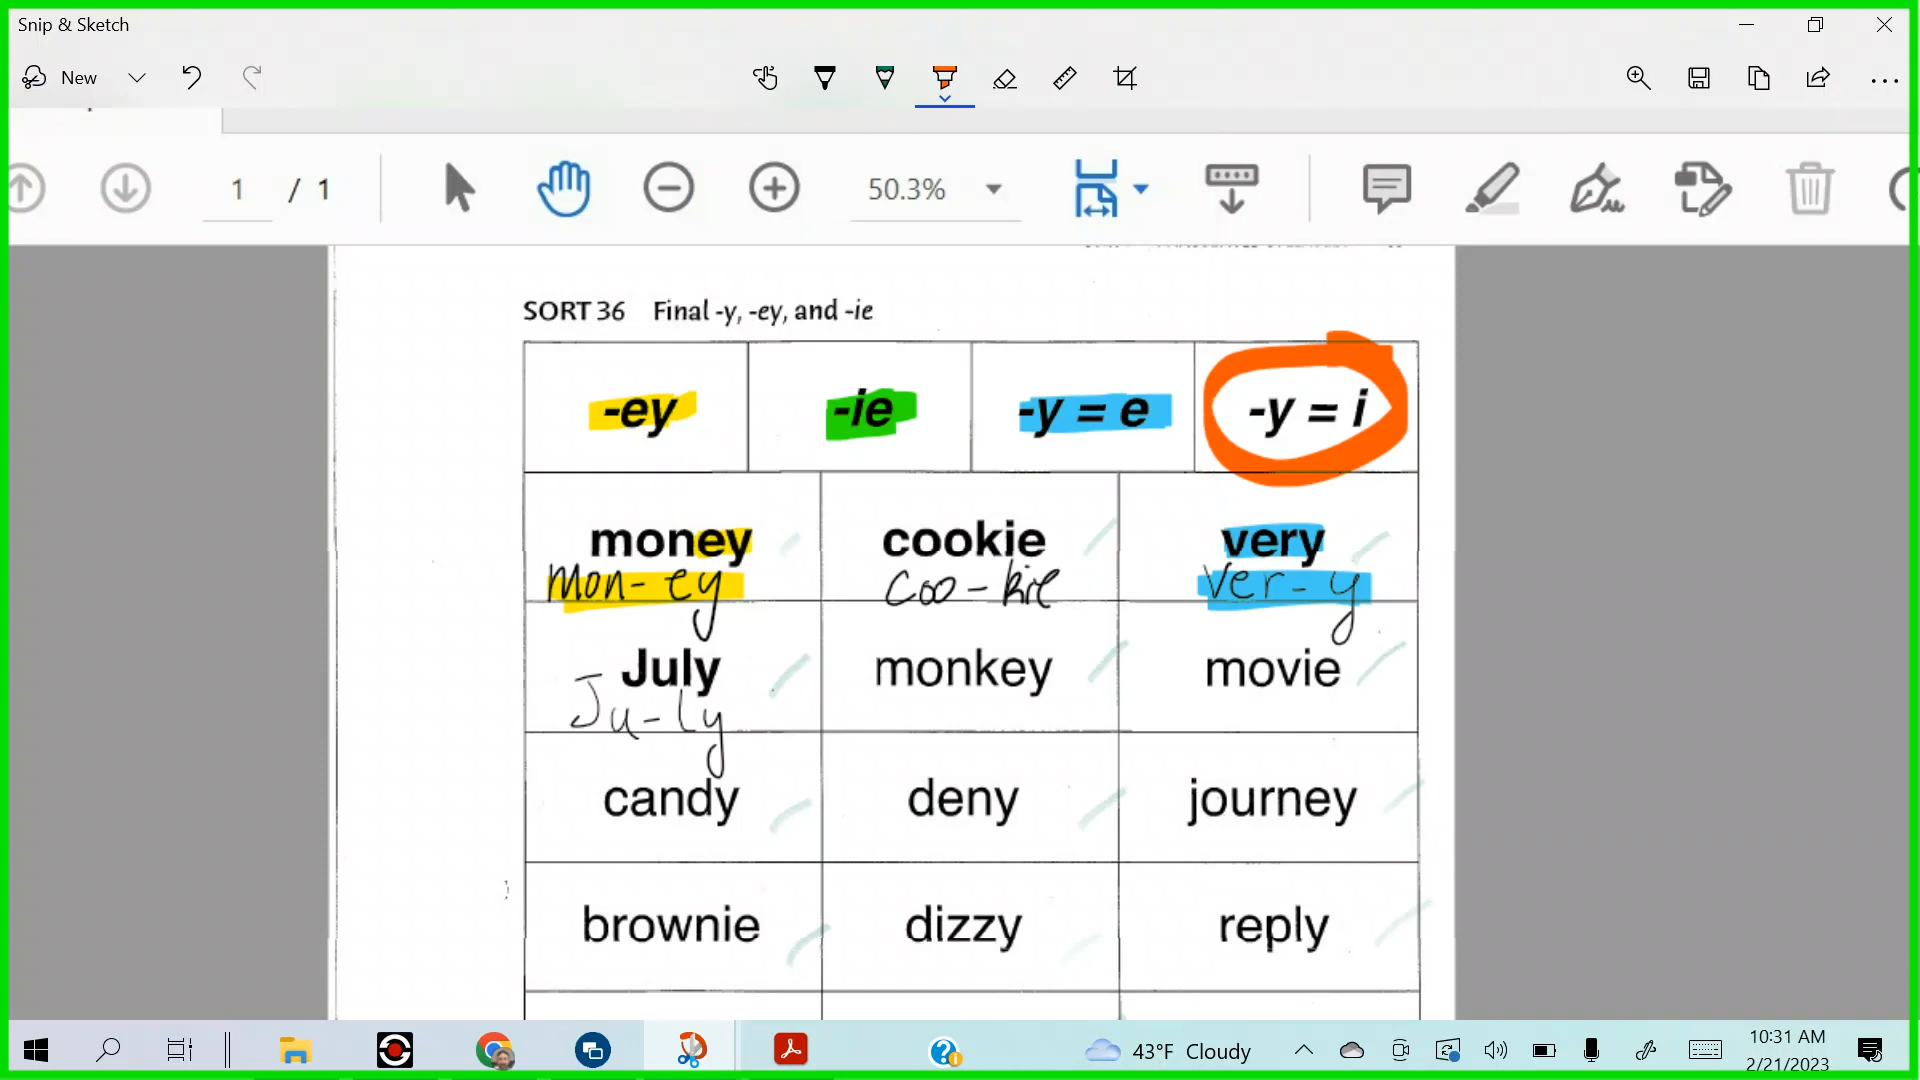 Snip & Sketch
New
1 / 1
50.3%
SORT 36 Final -y, -ey, and -ie
-ey -ie -y = e -y = i
money cookie very
mon-ey coo-kie ver-y
July monkey movie
Ju-ly
candy deny journey
brownie dizzy reply
43°F Cloudy
10:31 AM
2/21/2023